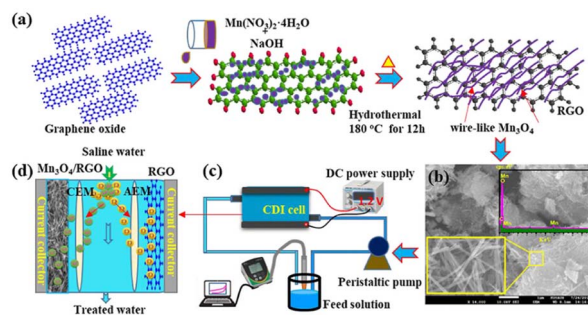 (a)
Mn(NO3)2·4H2O
+
NaOH
Graphene oxide
Hydrothermal
180 °C for 12h
RGO
wire-like Mn3O4
Saline water
(d)
Mn3O4/RGO
RGO
CEM
AEM
Current collector
Current collector
Treated water
(c)
DC power supply
1.2 V
CDI cell
Peristaltic pump
Feed solution
(b)
Mn
O
Mn
Mn